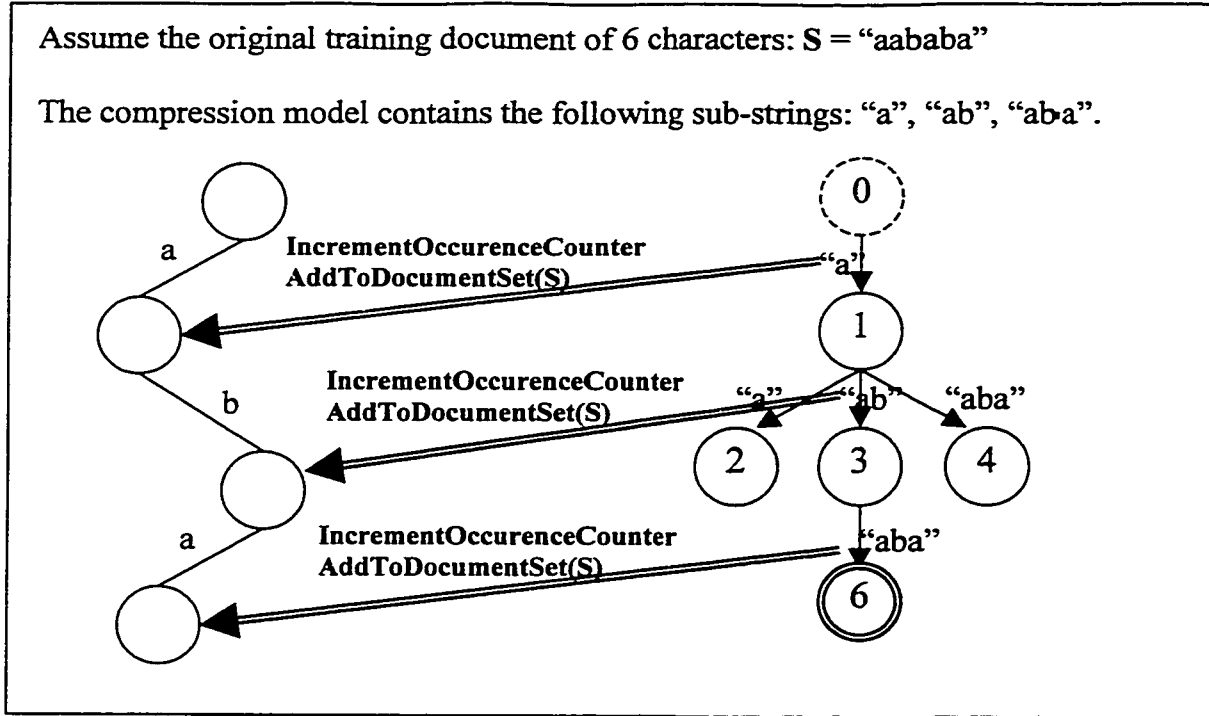 Assume the original training document of 6 characters: S = “aababa”
The compression model contains the following sub-strings: “a”, “ab”, “aba”.
0
a
IncrementOccurenceCounter
AddToDocumentSet(S)
“a”
1
b
IncrementOccurenceCounter
AddToDocumentSet(S)
“a” “ab” “aba”
2 3 4
a
IncrementOccurenceCounter
AddToDocumentSet(S)
“aba”
6